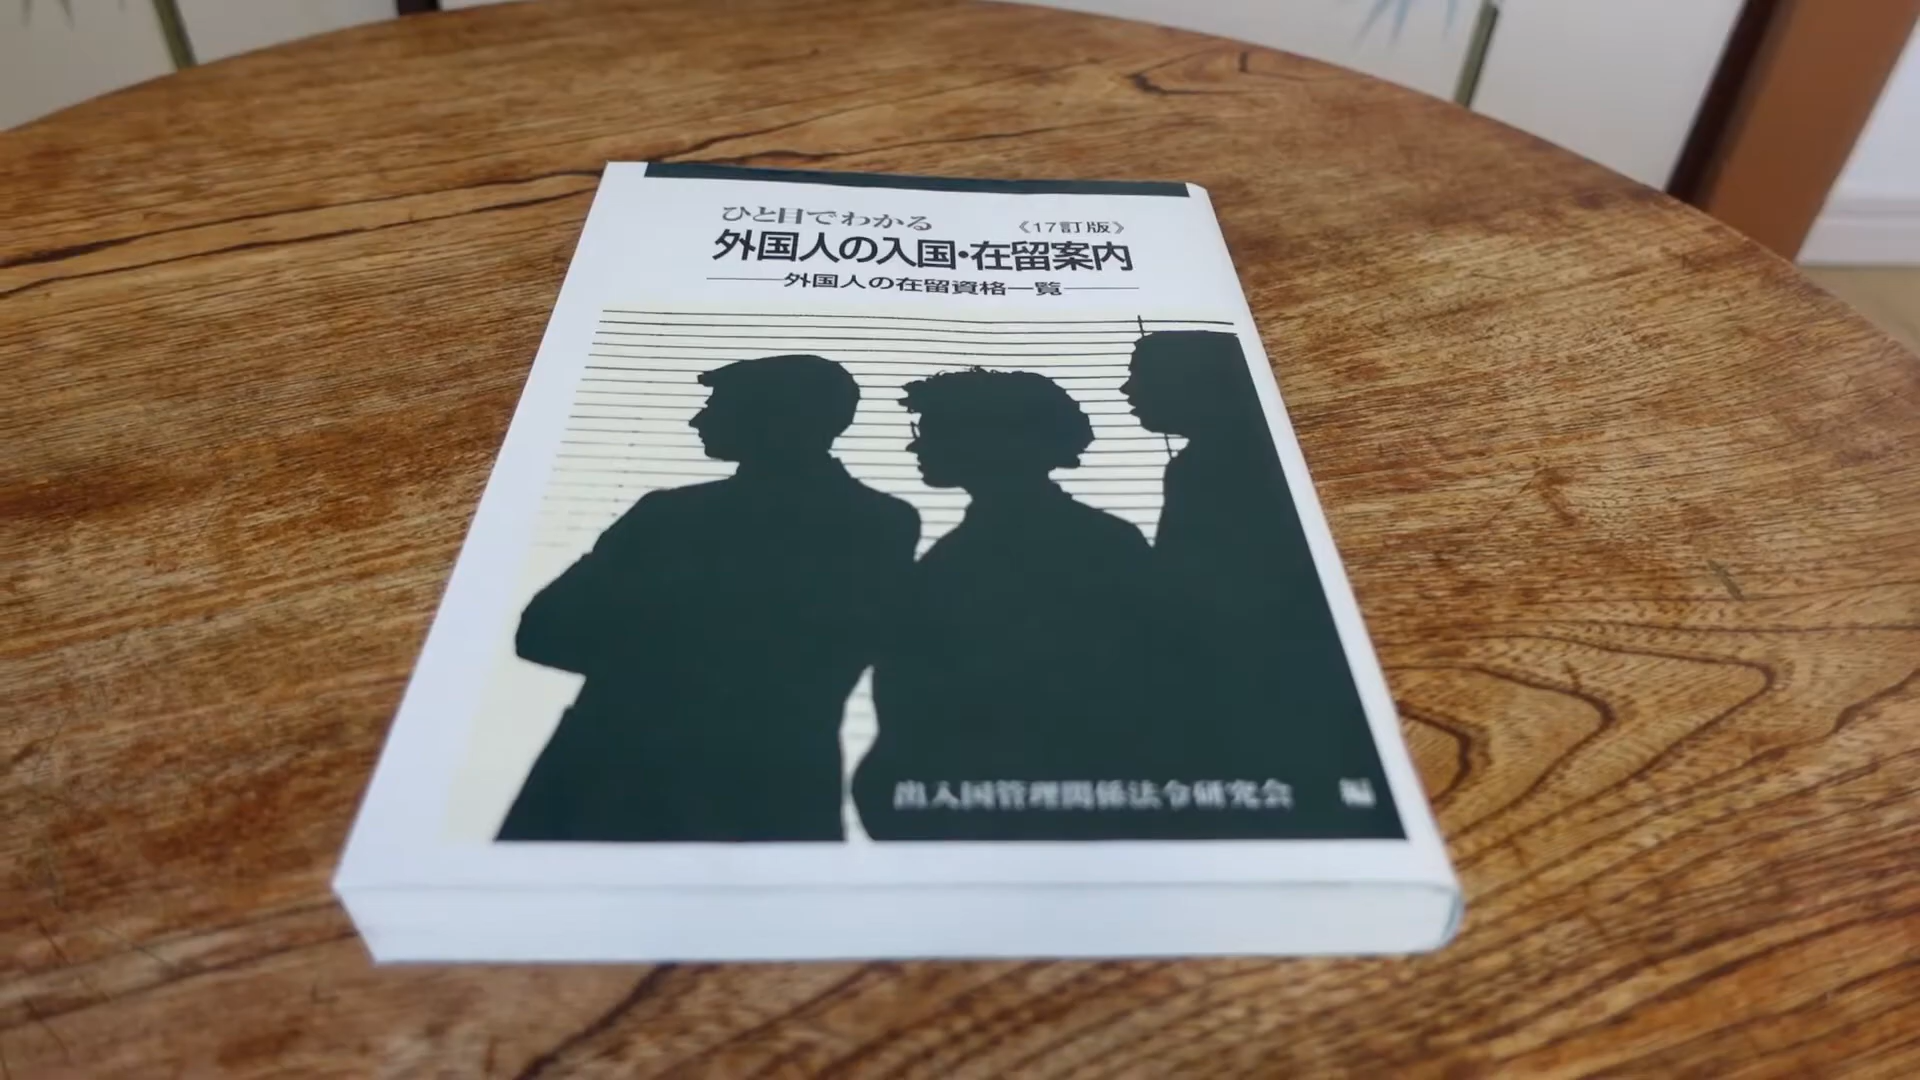 ひと目でわかる 《17訂版》
外国人の入国・在留案内
外国人の在留資格一覧
出入国管理関係法令研究会 編